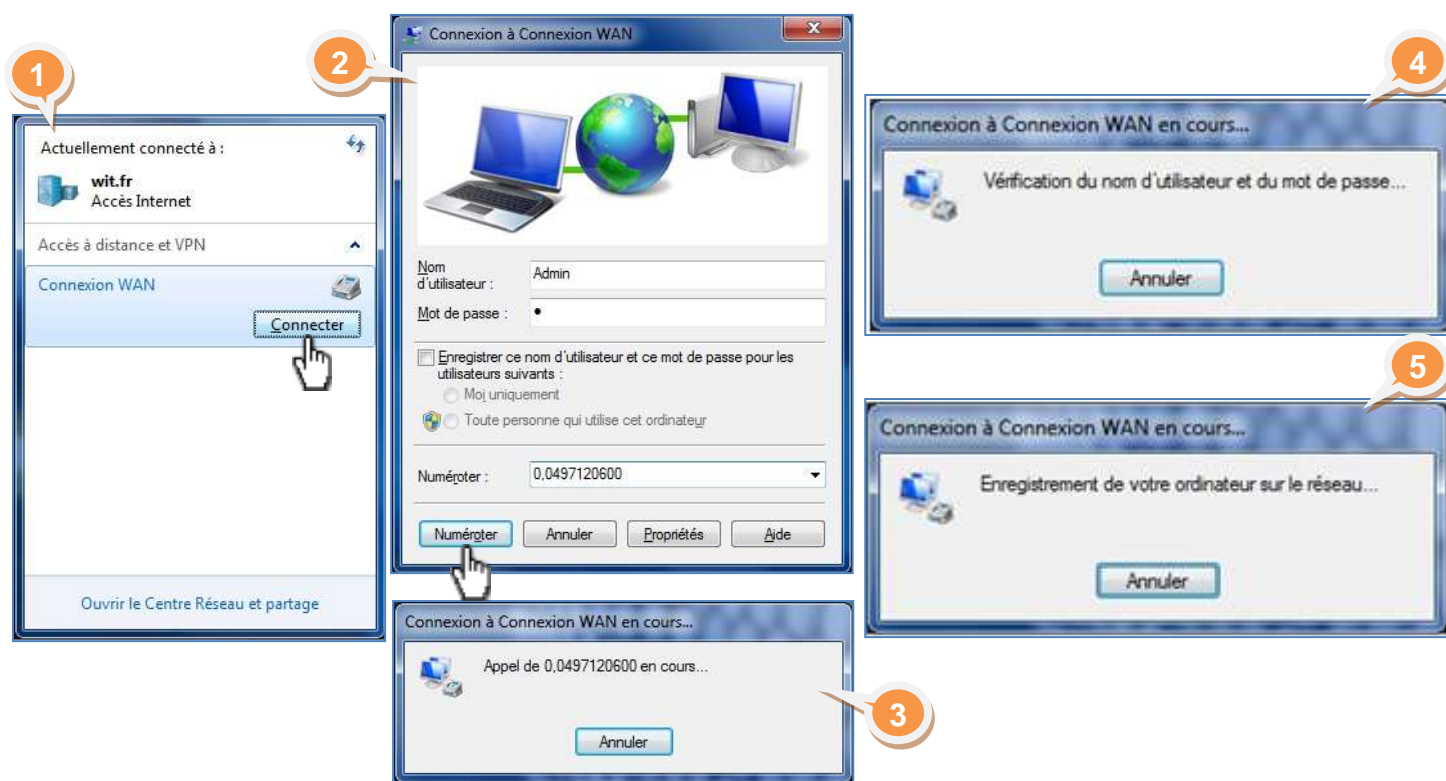 1
Actuellement connecté à :
wit.fr
Accès Internet
Accès à distance et VPN
Connexion WAN
Connecter
Ouvrir le Centre Réseau et partage
2
Connexion à Connexion WAN
Nom
d'utilisateur :
Admin
Mot de passe :
•
Enregistrer ce nom d'utilisateur et ce mot de passe pour les
utilisateurs suivants :
Moi uniquement
Toute personne qui utilise cet ordinateur
Numéroter :
0,0497120600
Numéroter
Annuler
Propriétés
Aide
Connexion à Connexion WAN en cours...
Appel de 0,0497120600 en cours...
Annuler
3
4
Connexion à Connexion WAN en cours...
Vérification du nom d'utilisateur et du mot de passe...
Annuler
5
Connexion à Connexion WAN en cours...
Enregistrement de votre ordinateur sur le réseau...
Annuler